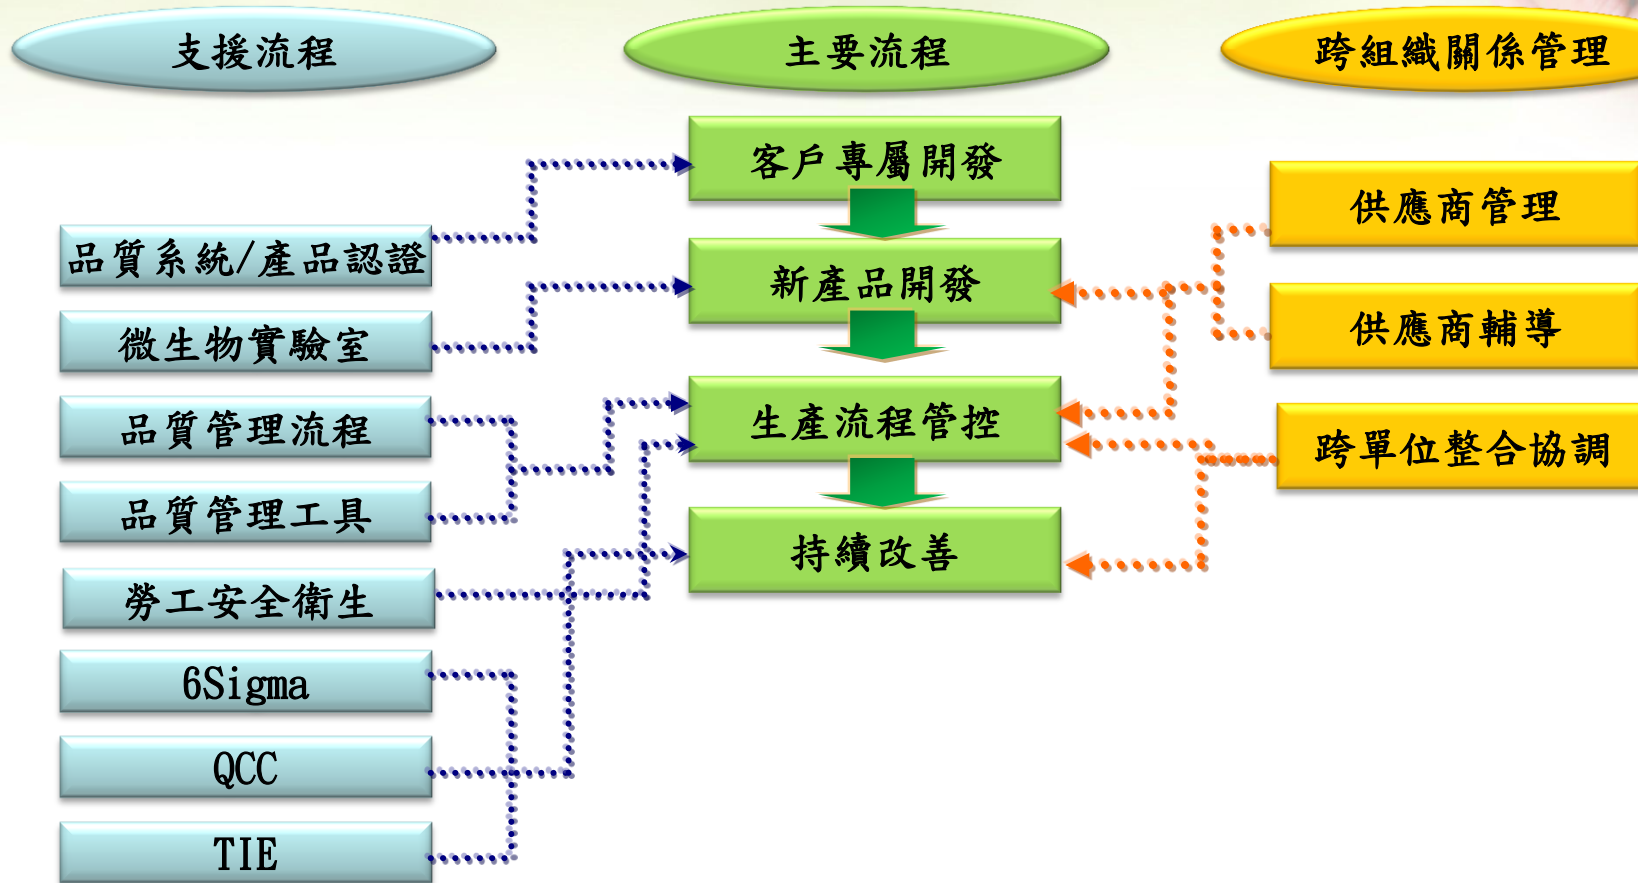 支援流程
主要流程
跨組織關係管理
客戶專屬開發
新產品開發
生產流程管控
持續改善
品質系統/產品認證
微生物實驗室
品質管理流程
品質管理工具
勞工安全衛生
6Sigma
QCC
TIE
供應商管理
供應商輔導
跨單位整合協調